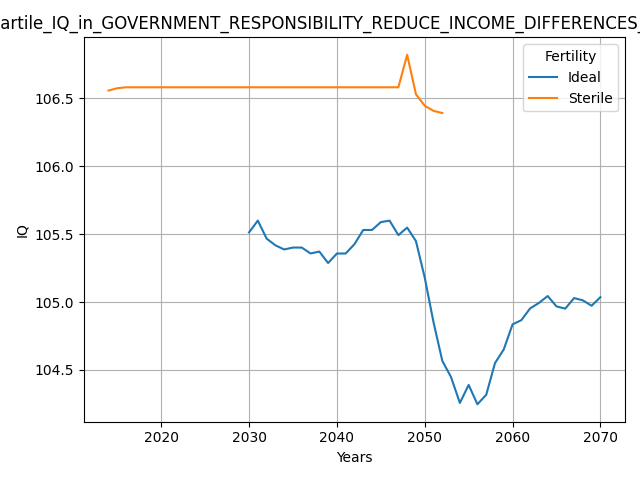 artile_IQ_in_GOVERNMENT_RESPONSIBILITY_REDUCE_INCOME_DIFFERENCES_
Fertility
Ideal
Sterile
IQ
106.5
106.0
105.5
105.0
104.5
2020 2030 2040 2050 2060 2070
Years